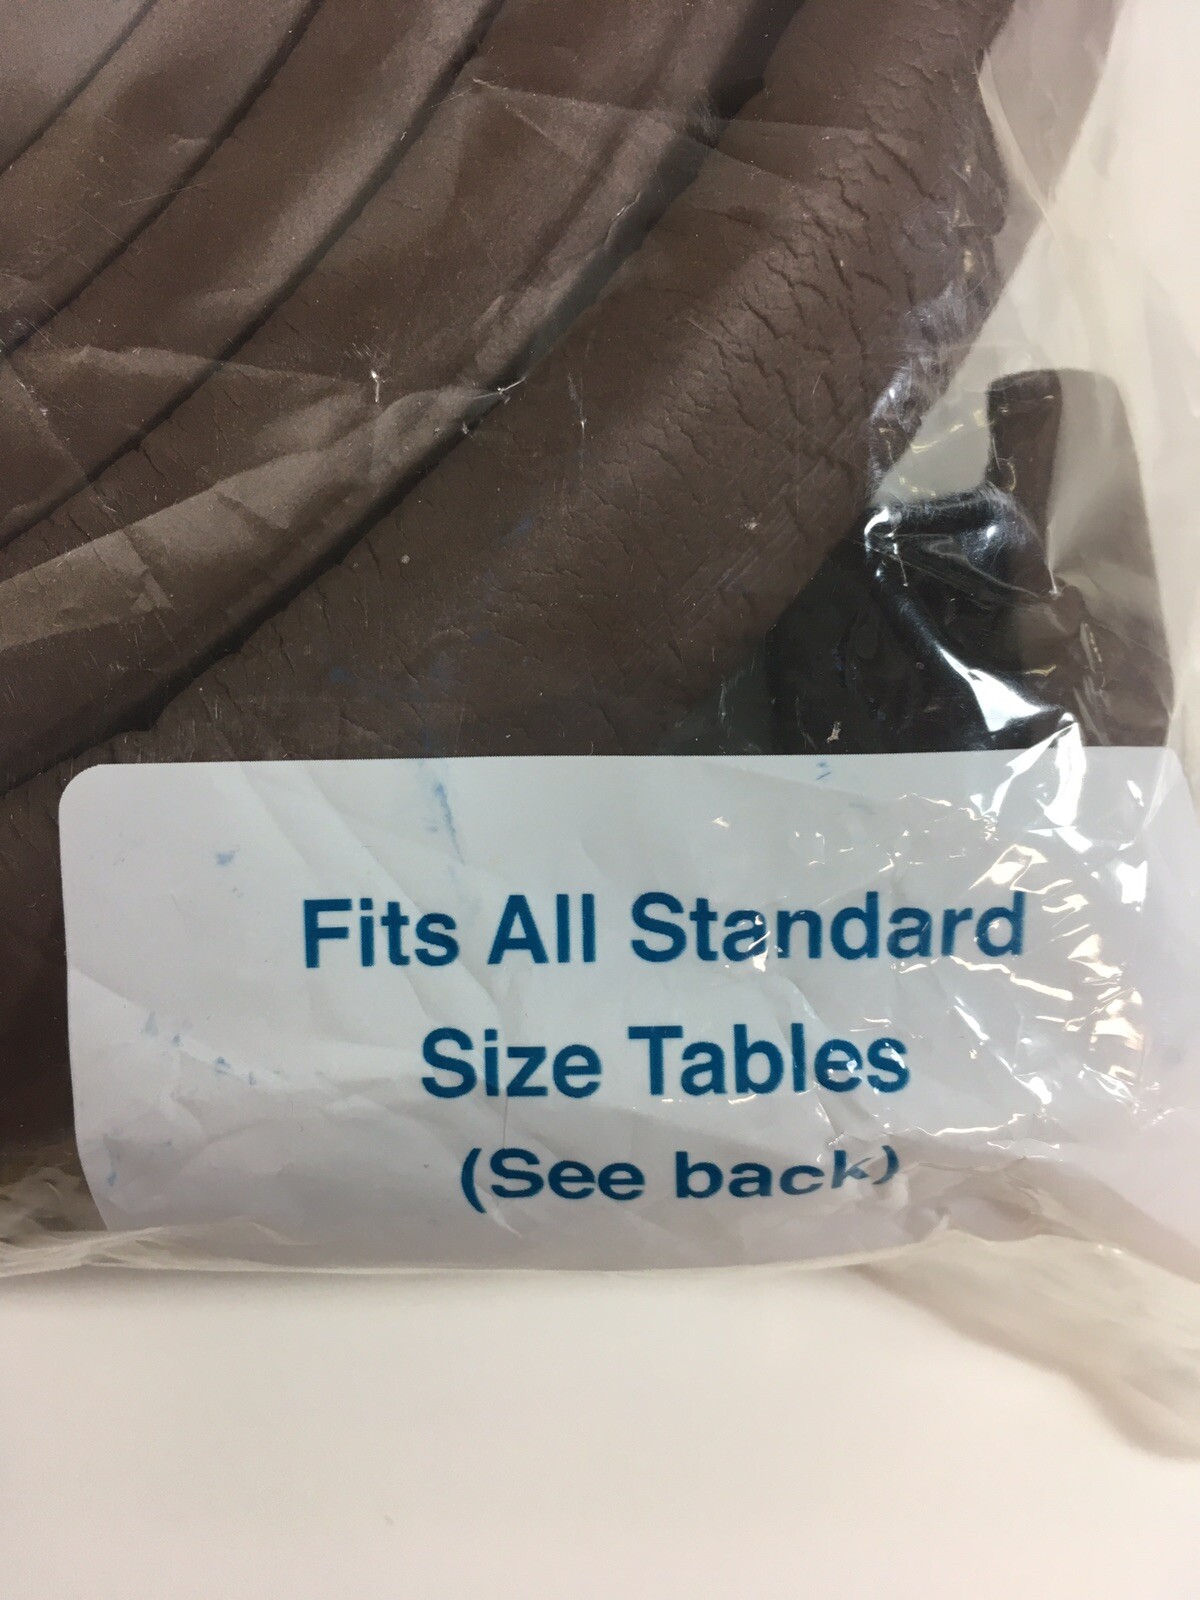 Fits All Standard
Size Tables
(See back)